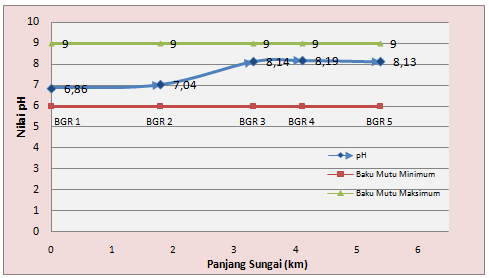 Nilai pH
10
9
8
7
6
5
4
3
2
1
0
9 9 9 9 9
6,86 7,04 8,14 8,19 8,13
BGR 1 BGR 2 BGR 3 BGR 4 BGR 5
pH
Baku Mutu Minimum
Baku Mutu Maksimum
0 1 2 3 4 5 6
Panjang Sungai (km)